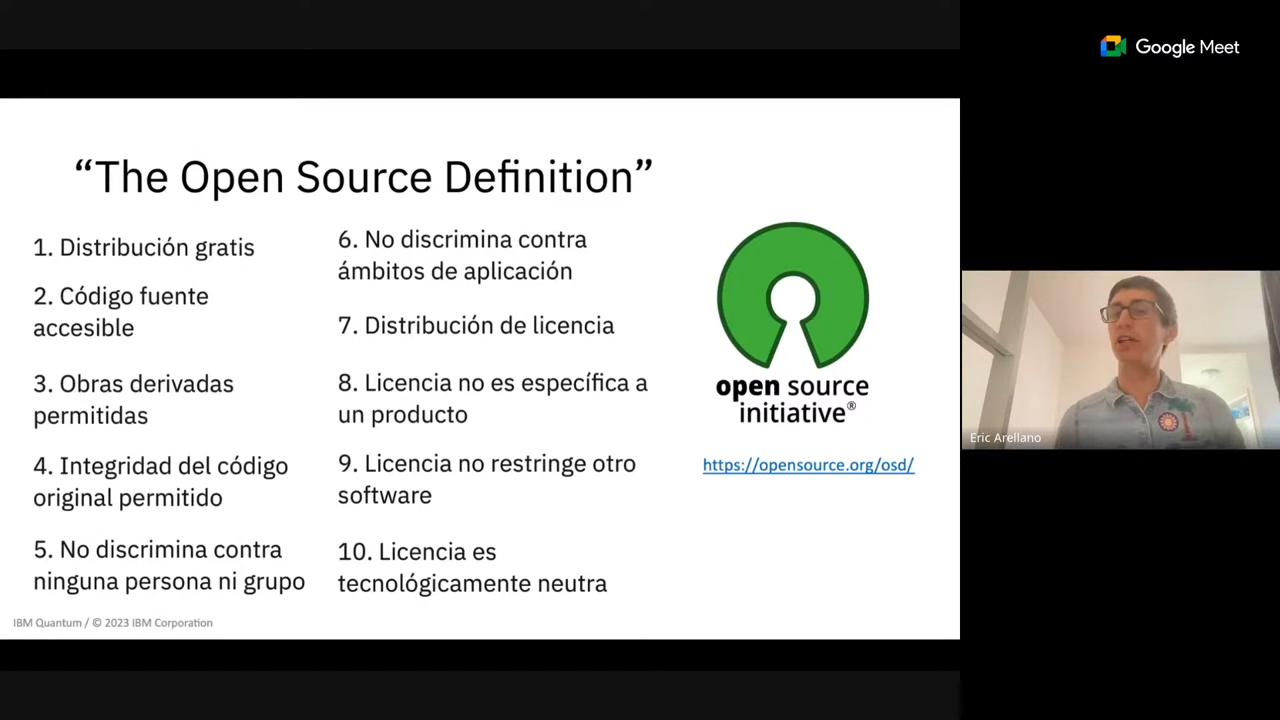 Google Meet
“The Open Source Definition”
1. Distribución gratis
2. Código fuente
accesible
3. Obras derivadas
permitidas
4. Integridad del código
original permitido
5. No discrimina contra
ninguna persona ni grupo
6. No discrimina contra
ámbitos de aplicación
7. Distribución de licencia
8. Licencia no es específica a
un producto
9. Licencia no restringe otro
software
10. Licencia es
tecnológicamente neutra
open source
initiative®
https://opensource.org/osd/
IBM Quantum / © 2023 IBM Corporation
Eric Arellano